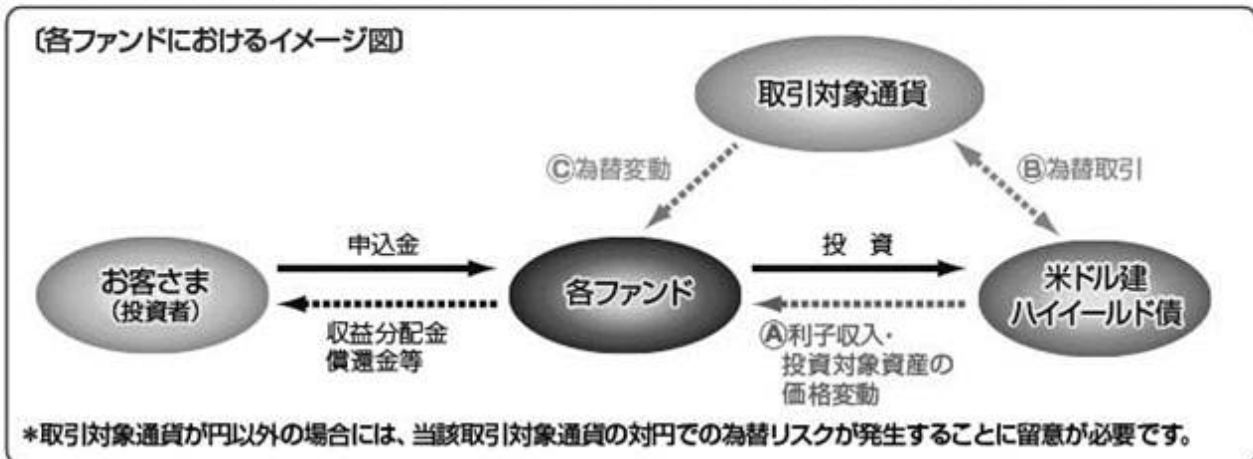 〔各ファンドにおけるイメージ図〕
取引対象通貨
Ⓒ為替変動
Ⓑ為替取引
申込金
投 資
お客さま
(投資者)
各ファンド
米ドル建
ハイイールド債
収益分配金
償還金等
Ⓐ利子収入・
投資対象資産の
価格変動
*取引対象通貨が円以外の場合には、当該取引対象通貨の対円での為替リスクが発生することに留意が必要です。